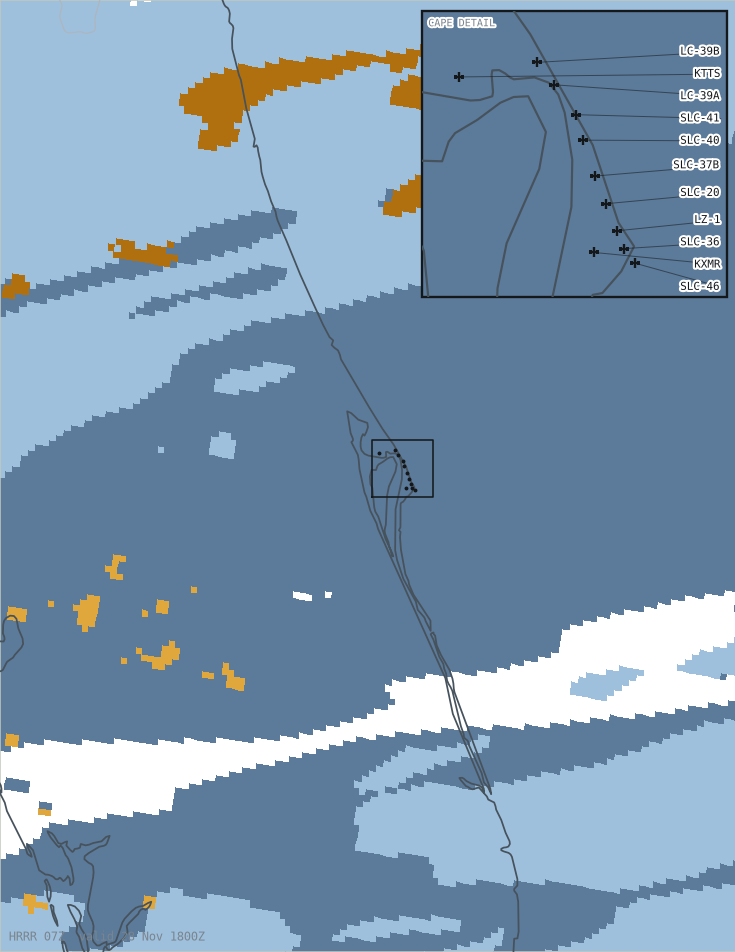 CAPE DETAIL
LC-39B
KTTS
LC-39A
SLC-41
SLC-40
SLC-37B
SLC-20
LZ-1
SLC-36
KXMR
SLC-46
HRRR 07Z Nov 1800Z